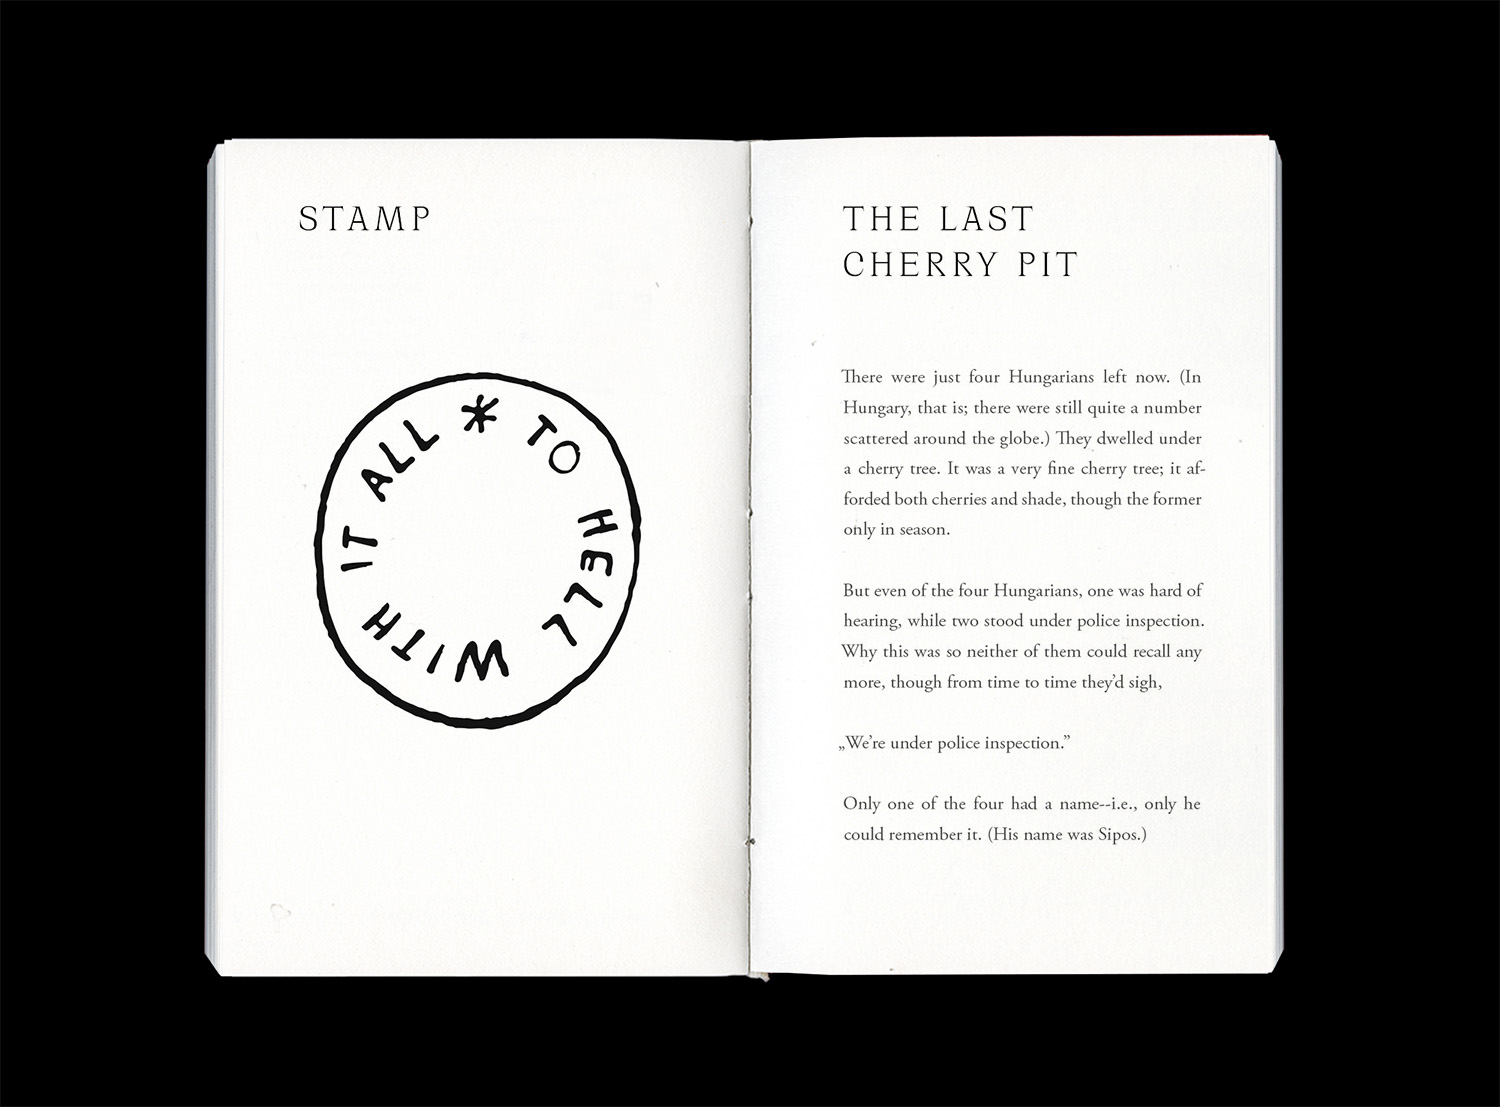 STAMP
* TO HELL WITH IT ALL
THE LAST
CHERRY PIT
There were just four Hungarians left now. (In
Hungary, that is; there were still quite a number
scattered around the globe.) They dwelled under
a cherry tree. It was a very fine cherry tree; it af-
forded both cherries and shade, though the former
only in season.
But even of the four Hungarians, one was hard of
hearing, while two stood under police inspection.
Why this was so neither of them could recall any
more, though from time to time they’d sigh,
„We’re under police inspection.”
Only one of the four had a name--i.e., only he
could remember it. (His name was Sipos.)